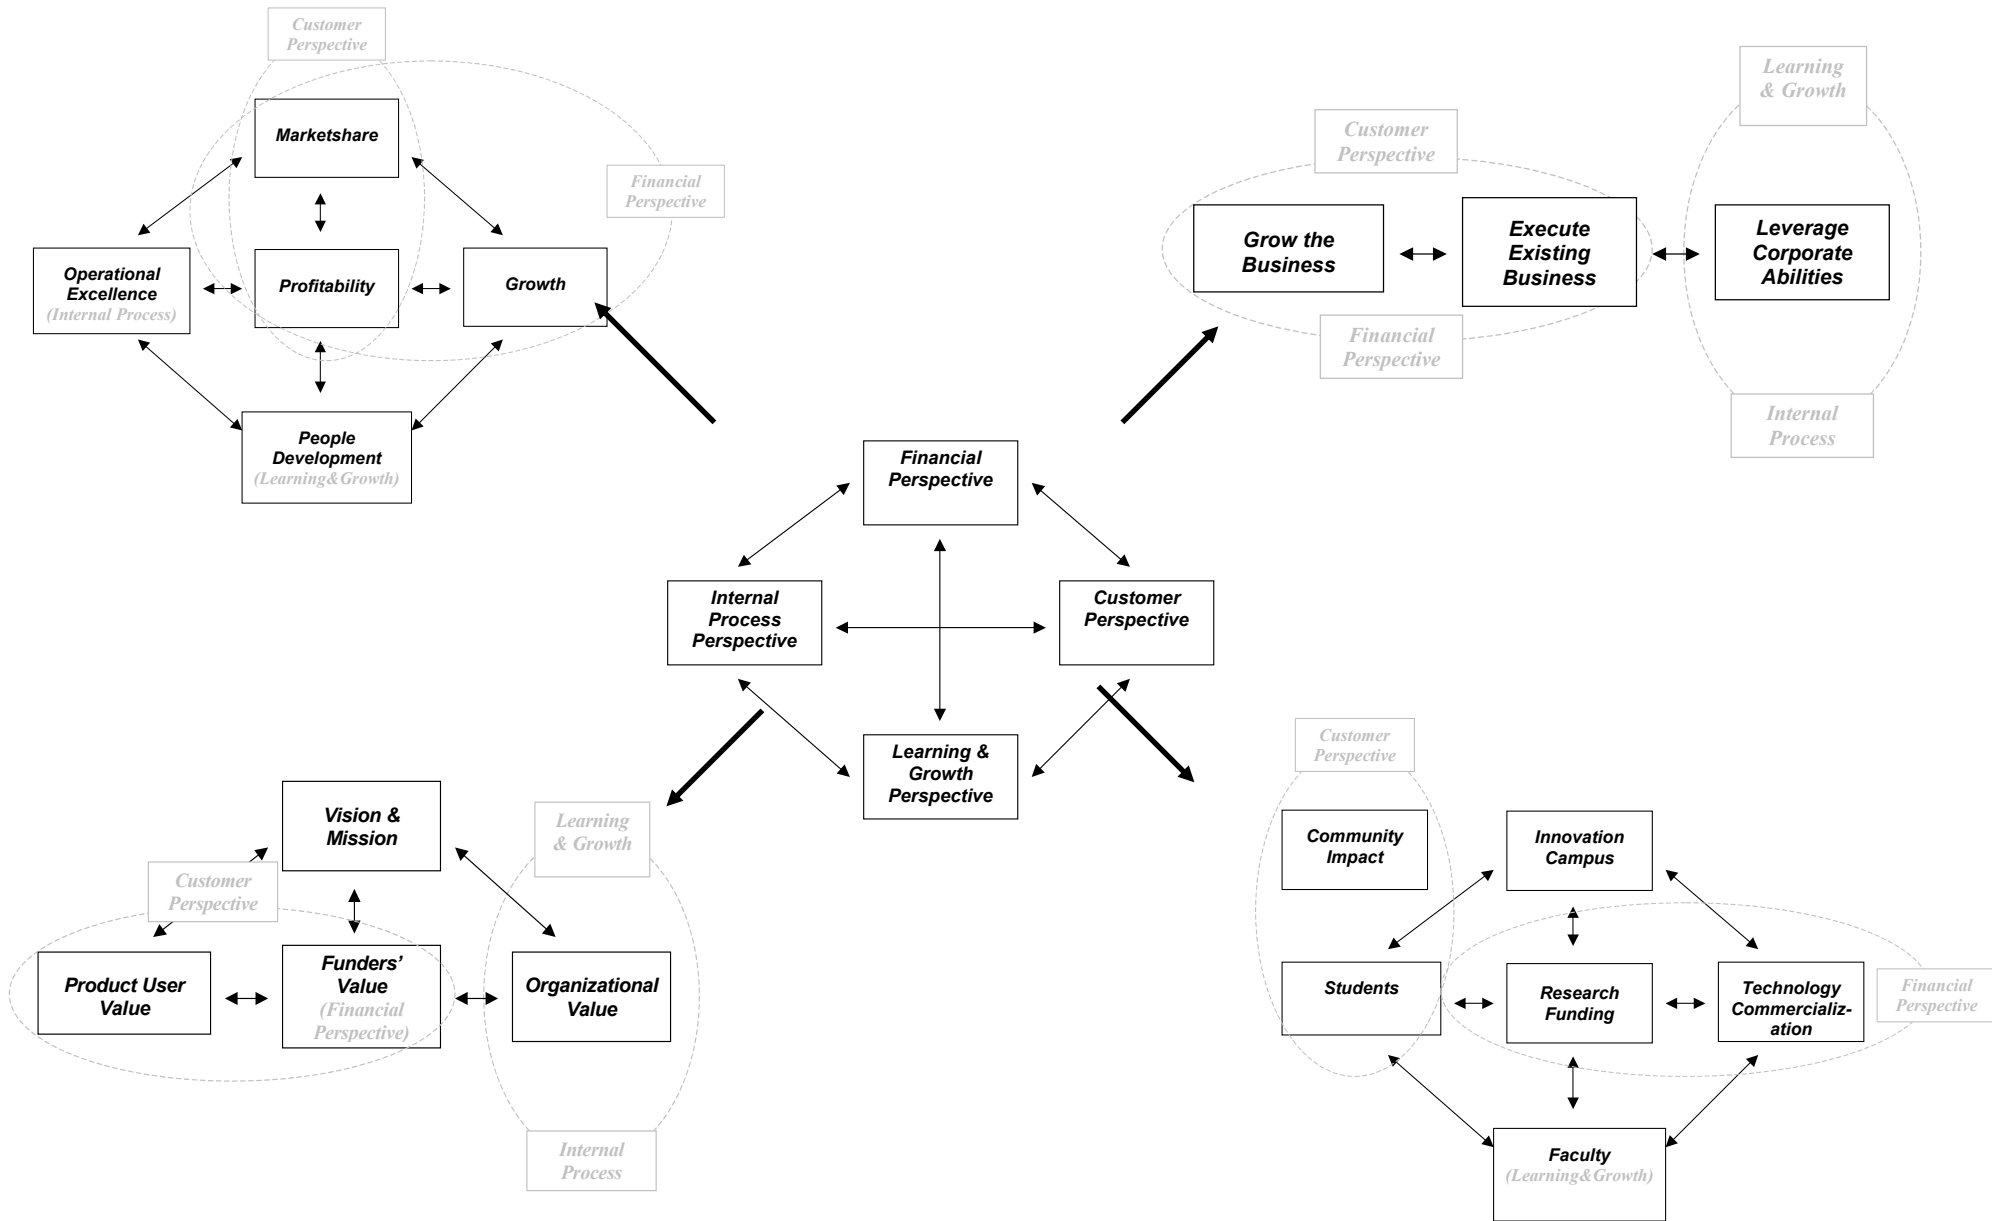 Customer
Perspective
Marketshare
Financial
Perspective
Operational
Excellence
(Internal Process)
Profitability
Growth
People
Development
(Learning&Growth)
Learning
& Growth
Customer
Perspective
Grow the
Business
Execute
Existing
Business
Leverage
Corporate
Abilities
Financial
Perspective
Internal
Process
Financial
Perspective
Internal
Process
Perspective
Customer
Perspective
Learning &
Growth
Perspective
Vision &
Mission
Learning
& Growth
Customer
Perspective
Product User
Value
Funders’
Value
(Financial
Perspective)
Organizational
Value
Internal
Process
Customer
Perspective
Community
Impact
Innovation
Campus
Students
Research
Funding
Technology
Commercializ-
ation
Financial
Perspective
Faculty
(Learning&Growth)